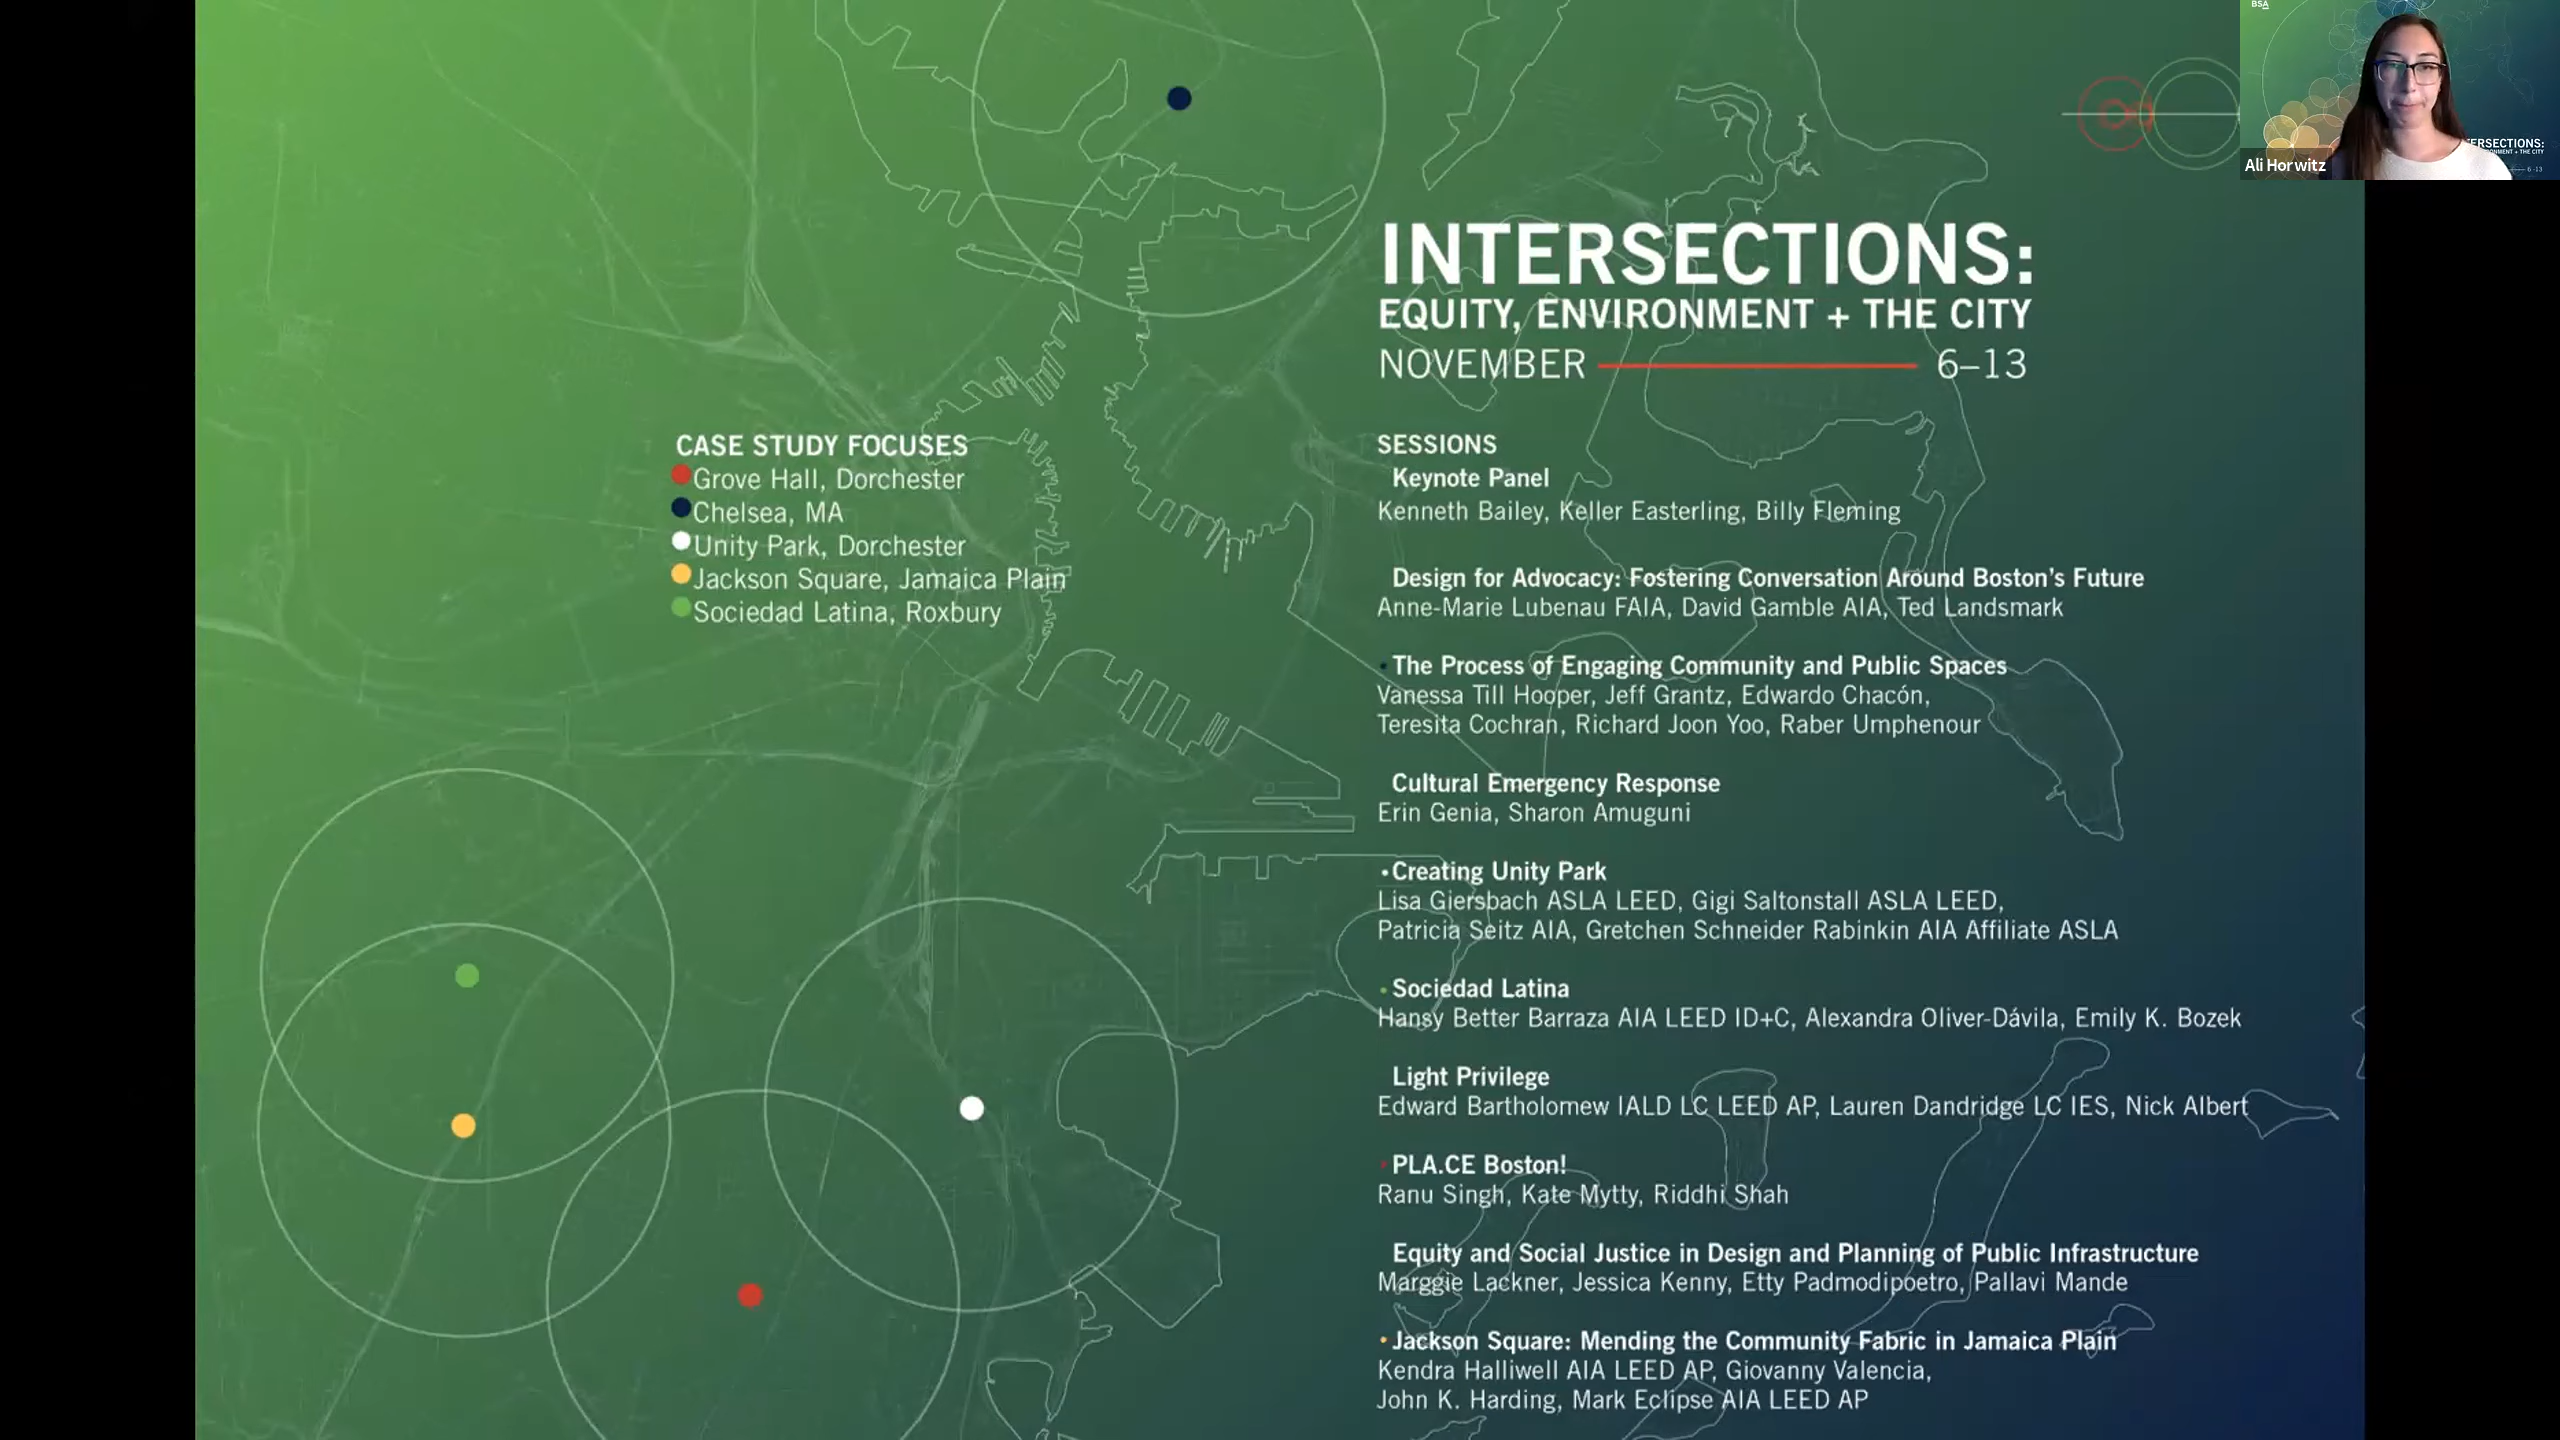 BSA
ERSECTIONS:
ONMENT + THE CITY
6-13
Ali Horwitz
INTERSECTIONS:
EQUITY, ENVIRONMENT + THE CITY
NOVEMBER 6–13
CASE STUDY FOCUSES
Grove Hall, Dorchester
Chelsea, MA
Unity Park, Dorchester
Jackson Square, Jamaica Plain
Sociedad Latina, Roxbury
SESSIONS
Keynote Panel
Kenneth Bailey, Keller Easterling, Billy Fleming
Design for Advocacy: Fostering Conversation Around Boston's Future
Anne-Marie Lubenau FAIA, David Gamble AIA, Ted Landsmark
• The Process of Engaging Community and Public Spaces
Vanessa Till Hooper, Jeff Grantz, Edwardo Chacón,
Teresita Cochran, Richard Joon Yoo, Raber Umphenour
Cultural Emergency Response
Erin Genia, Sharon Amuguni
• Creating Unity Park
Lisa Giersbach ASLA LEED, Gigi Saltonstall ASLA LEED,
Patricia Seitz AIA, Gretchen Schneider Rabinkin AIA Affiliate ASLA
• Sociedad Latina
Hansy Better Barraza AIA LEED ID+C, Alexandra Oliver-Dávila, Emily K. Bozek
Light Privilege
Edward Bartholomew IALD LC LEED AP, Lauren Dandridge LC IES, Nick Albert
• PLA.CE Boston!
Ranu Singh, Kate Mytty, Riddhi Shah
Equity and Social Justice in Design and Planning of Public Infrastructure
Marggie Lackner, Jessica Kenny, Etty Padmodipoetro, Pallavi Mande
• Jackson Square: Mending the Community Fabric in Jamaica Plain
Kendra Halliwell AIA LEED AP, Giovanny Valencia,
John K. Harding, Mark Eclipse AIA LEED AP